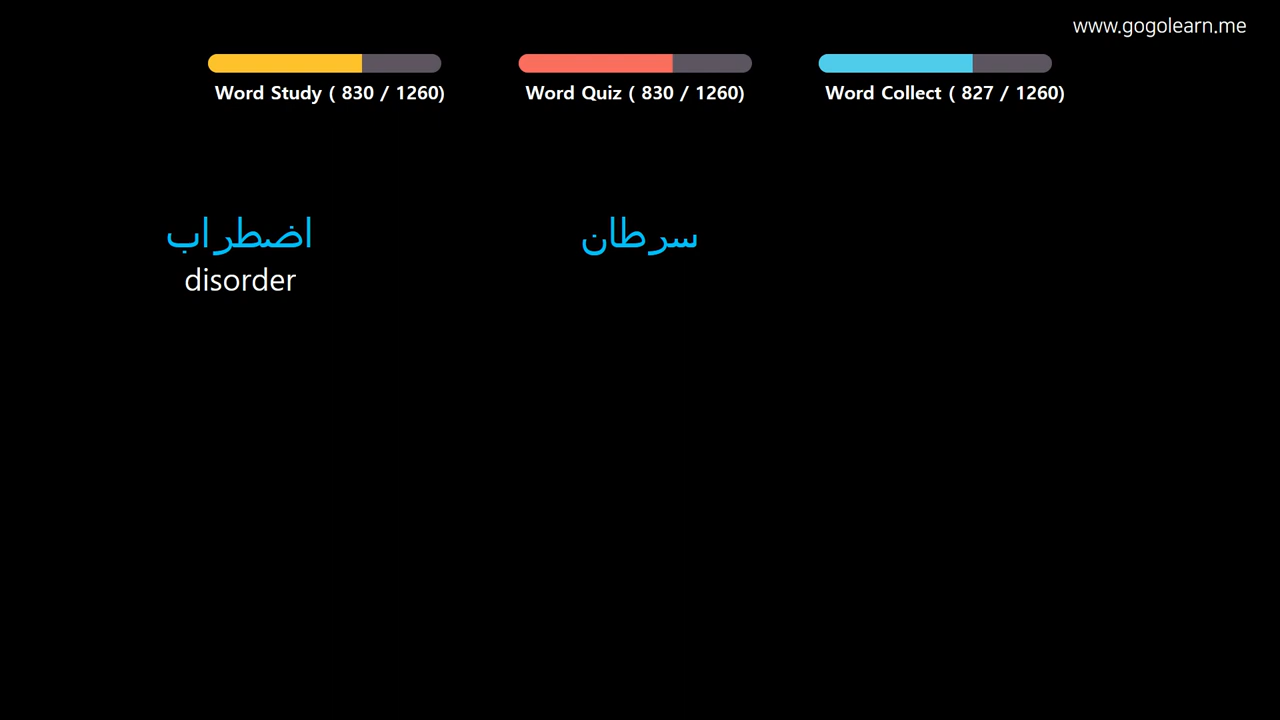 www.gogolearn.me
Word Study ( 830 / 1260)
Word Quiz ( 830 / 1260)
Word Collect ( 827 / 1260)
اضطراب
disorder
سرطان